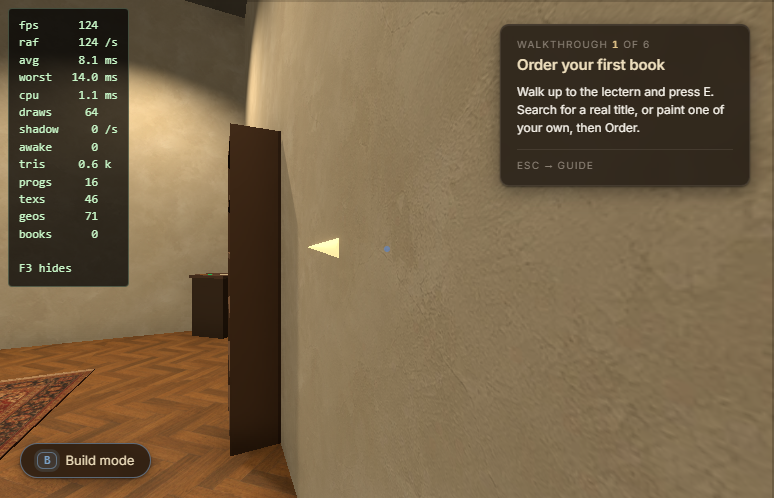 fps 124
raf 124 /s
avg 8.1 ms
worst 14.0 ms
cpu 1.1 ms
draws 64
shadow 0 /s
awake 0
tris 0.6 k
progs 16
texs 46
geos 71
books 0
F3 hides
WALKTHROUGH 1 OF 6
Order your first book
Walk up to the lectern and press E.
Search for a real title, or paint one of
your own, then Order.
ESC → GUIDE
B Build mode